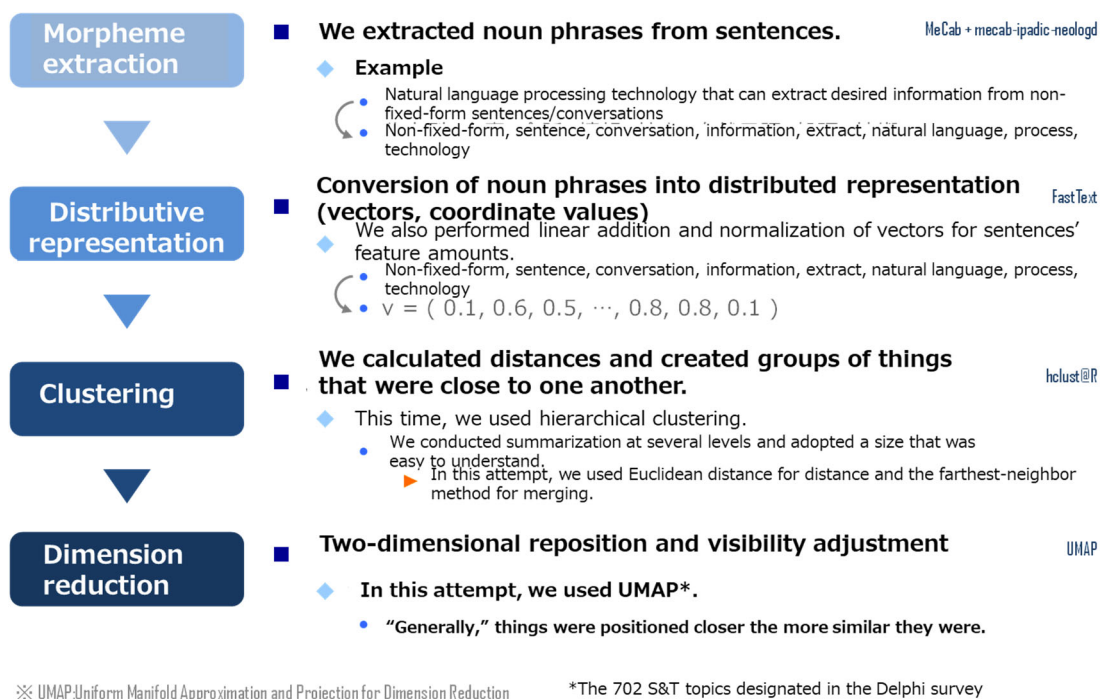 Morpheme
extraction
We extracted noun phrases from sentences.
MeCab + mecab-ipadic-neologd
Example
Natural language processing technology that can extract desired information from non-
fixed-form sentences/conversations
Non-fixed-form, sentence, conversation, information, extract, natural language, process,
technology
Distributive
representation
Conversion of noun phrases into distributed representation
(vectors, coordinate values)
FastText
We also performed linear addition and normalization of vectors for sentences’
feature amounts.
Non-fixed-form, sentence, conversation, information, extract, natural language, process,
technology
v = ( 0.1, 0.6, 0.5, …, 0.8, 0.8, 0.1 )
Clustering
We calculated distances and created groups of things
that were close to one another.
hclust@R
This time, we used hierarchical clustering.
We conducted summarization at several levels and adopted a size that was
easy to understand.
In this attempt, we used Euclidean distance for distance and the farthest-neighbor
method for merging.
Dimension
reduction
Two-dimensional reposition and visibility adjustment
UMAP
In this attempt, we used UMAP*.
“Generally,” things were positioned closer the more similar they were.
※ UMAP:Uniform Manifold Approximation and Projection for Dimension Reduction
*The 702 S&T topics designated in the Delphi survey